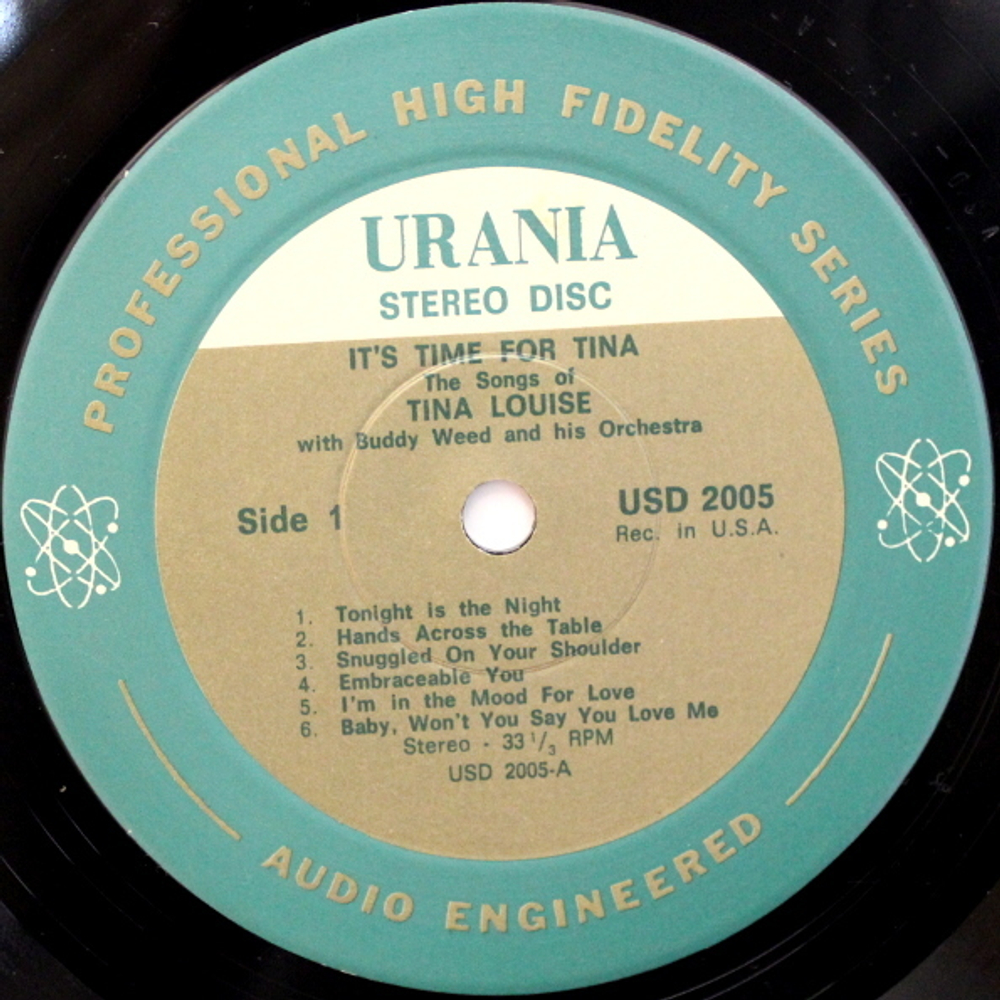 PROFESSIONAL HIGH FIDELITY SERIES
URANIA
STEREO DISC
IT'S TIME FOR TINA
The Songs of
TINA LOUISE
with Buddy Weed and his Orchestra
Side 1
USD 2005
Rec. in U.S.A.
1. Tonight is the Night
2. Hands Across the Table
3. Snuggled On Your Shoulder
4. Embraceable You
5. I'm in the Mood For Love
6. Baby, Won't You Say You Love Me
Stereo - 33 1/3 RPM
USD 2005-A
AUDIO ENGINEERED